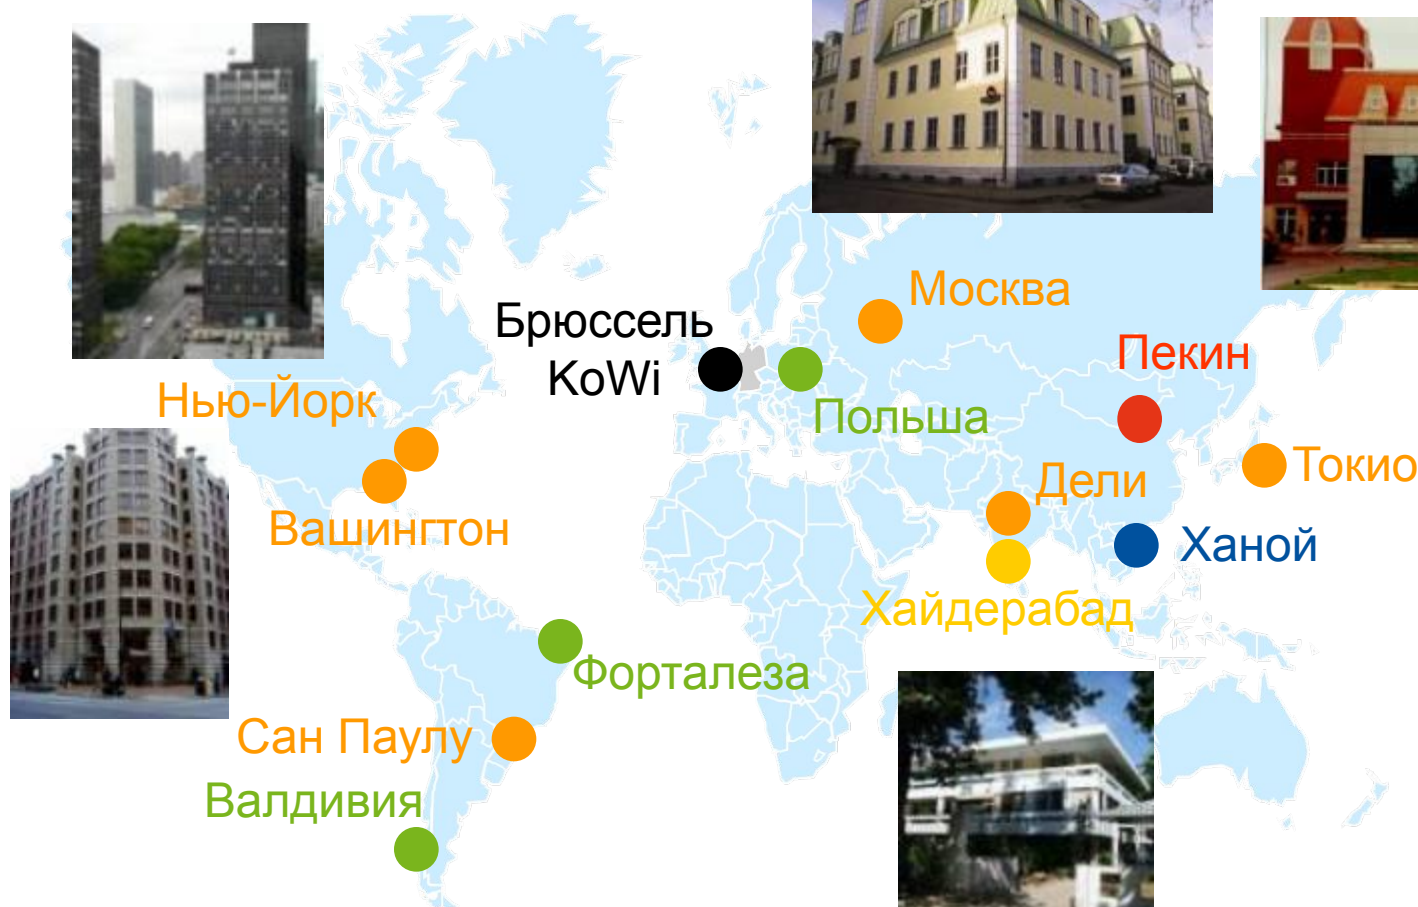 Москва
Брюссель
KoWi
Пекин
Нью-Йорк
Польша
Токио
Дели
Вашингтон
Ханой
Хайдерабад
Форталеза
Сан Паулу
Валдивия